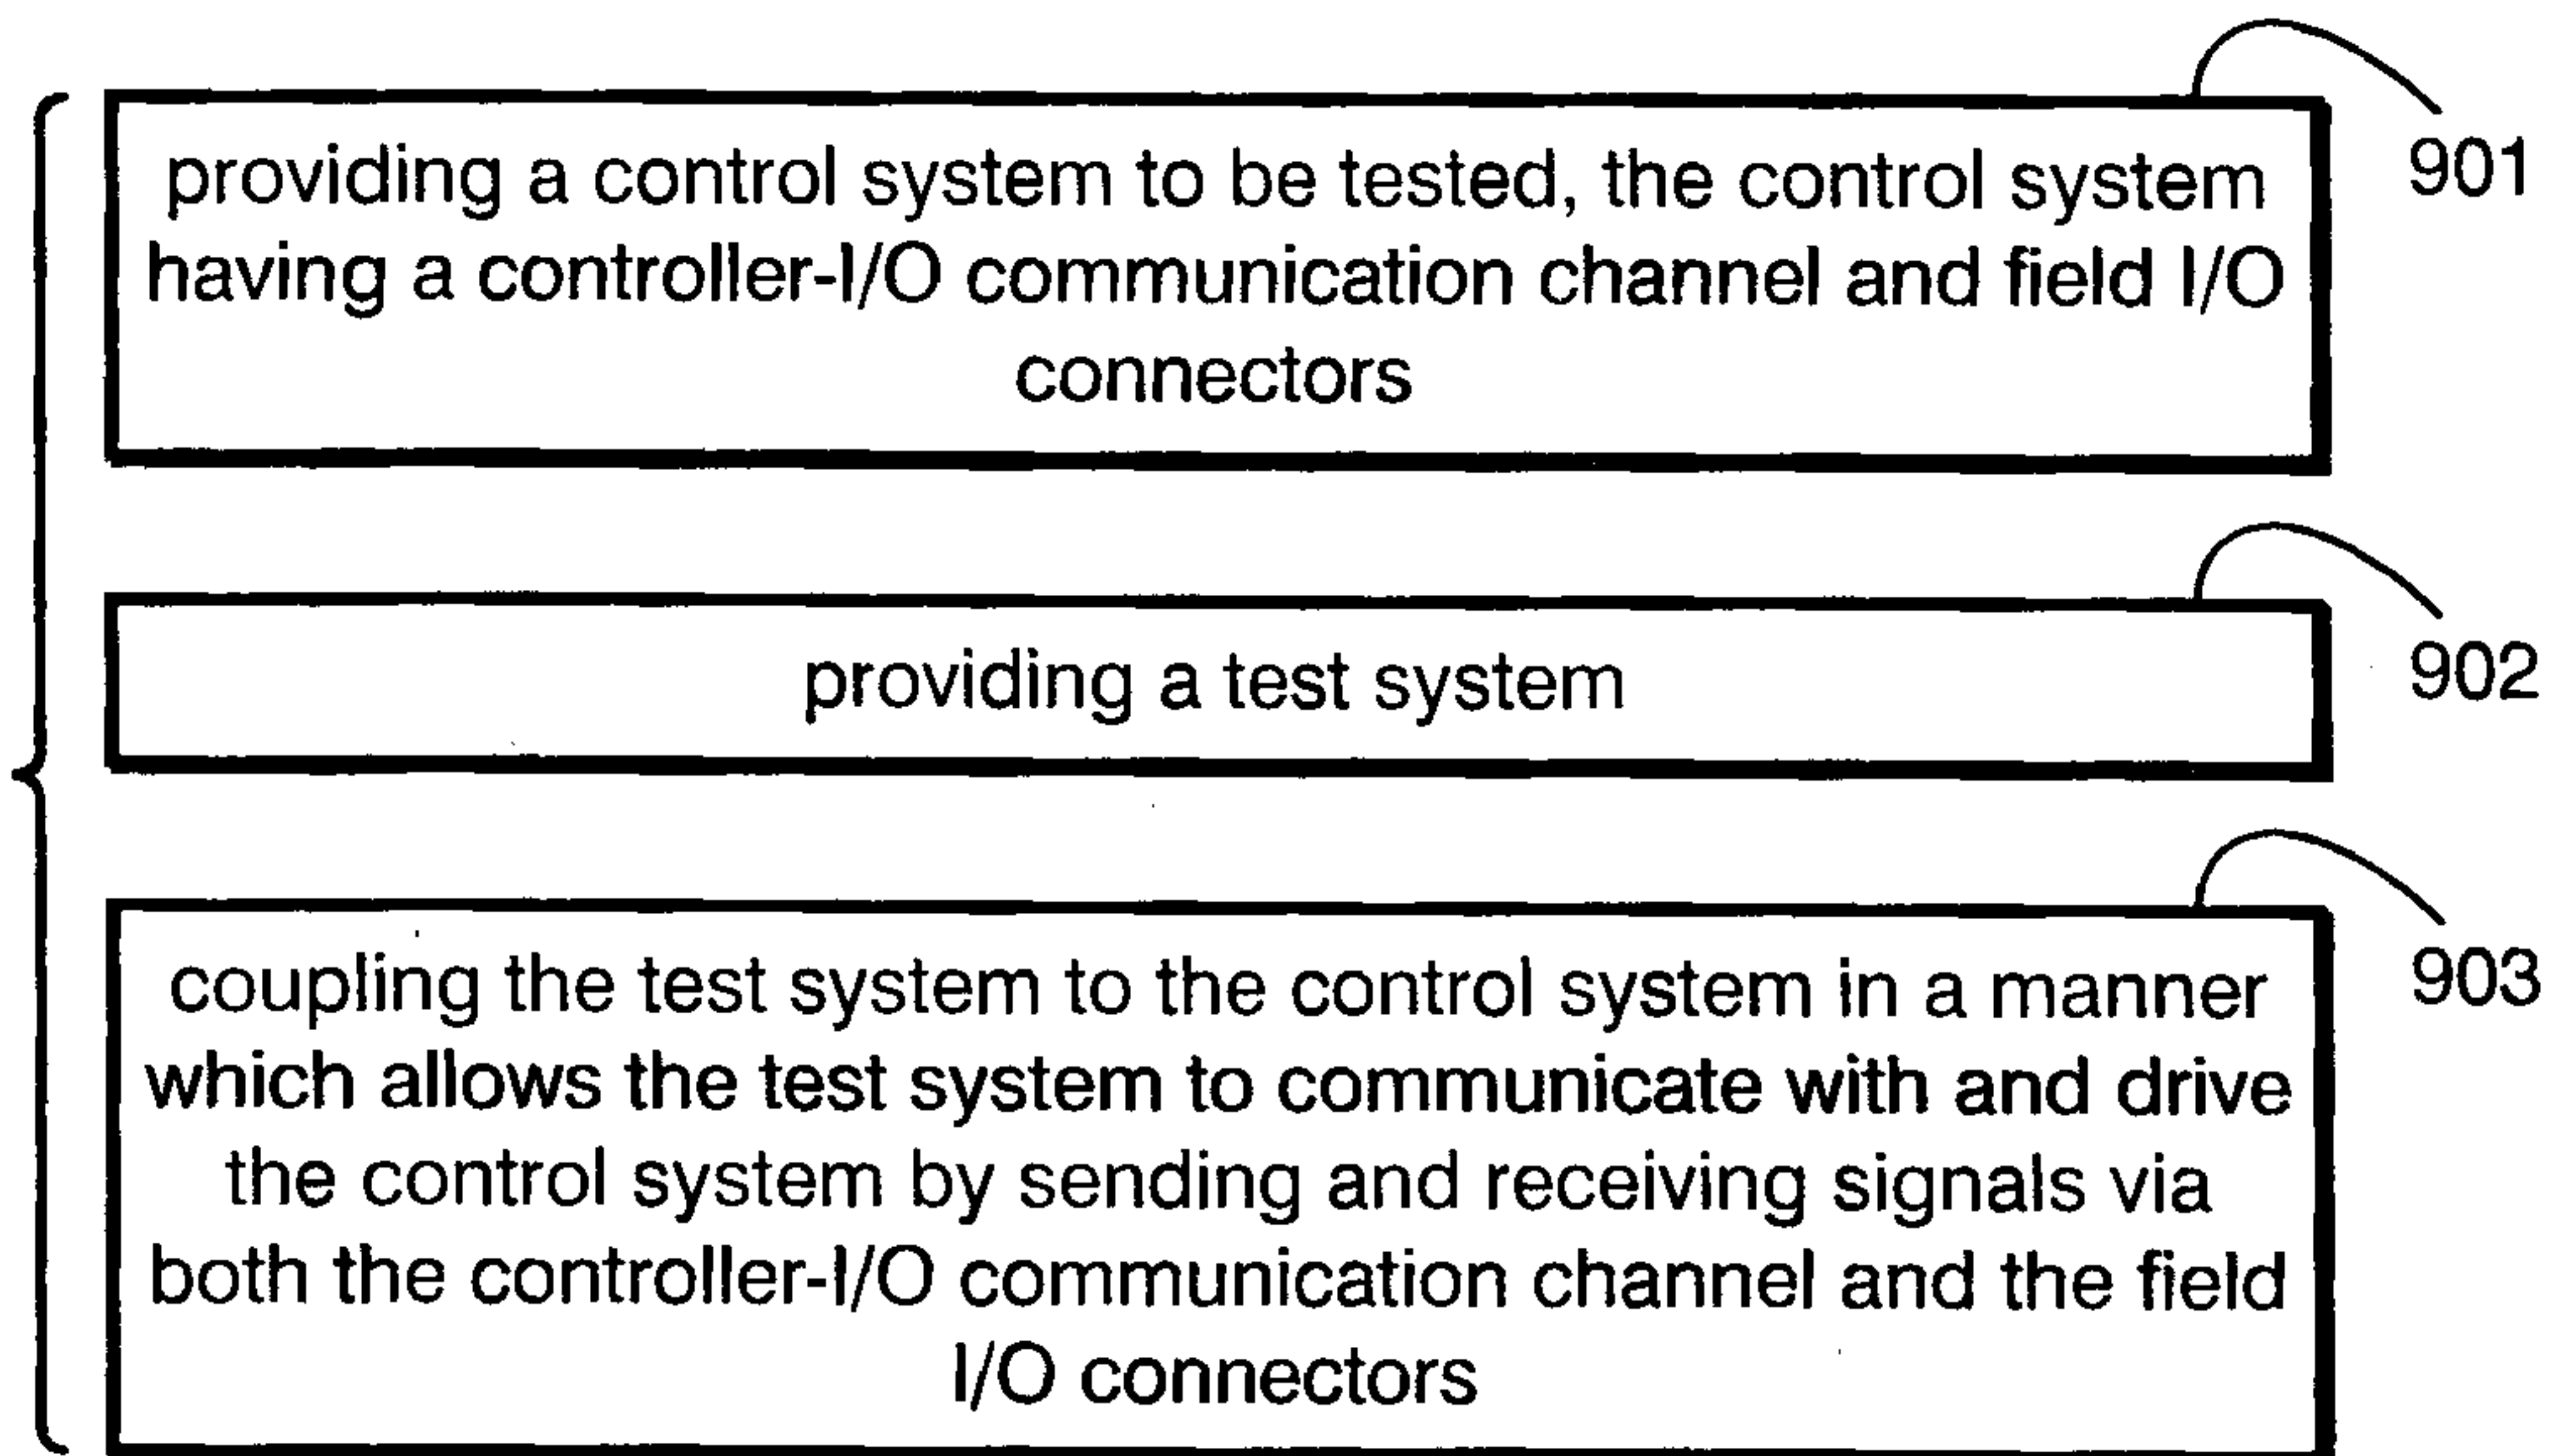 providing a control system to be tested, the control system
having a controller-I/O communication channel and field I/O
connectors
901
providing a test system
902
coupling the test system to the control system in a manner
which allows the test system to communicate with and drive
the control system by sending and receiving signals via
both the controller-I/O communication channel and the field
I/O connectors
903